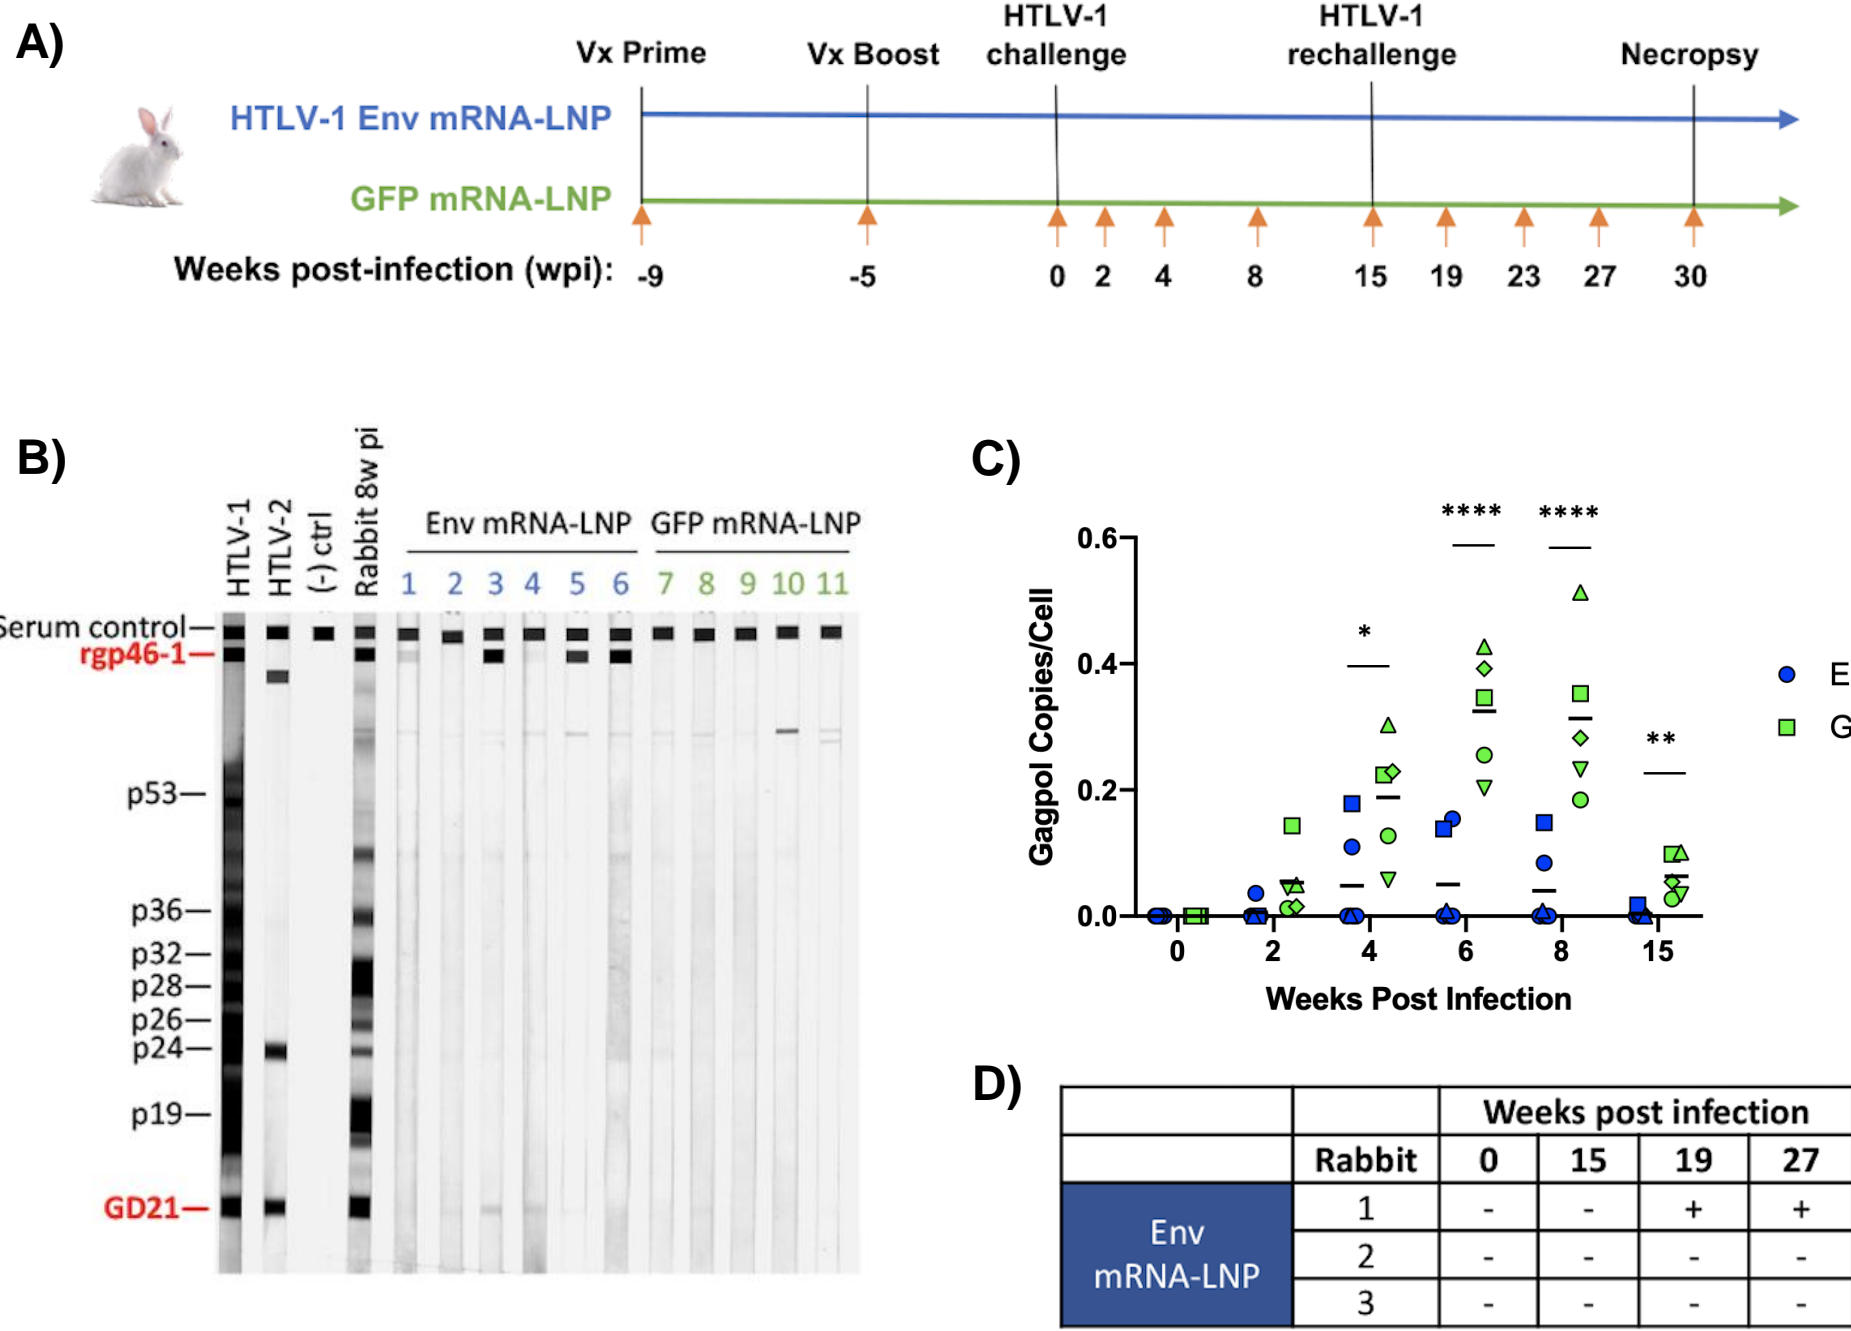 A)
Vx Prime
Vx Boost
HTLV-1
challenge
HTLV-1
rechallenge
Necropsy
HTLV-1 Env mRNA-LNP
GFP mRNA-LNP
Weeks post-infection (wpi): -9 -5 0 2 4 8 15 19 23 27 30
B)
HTLV-1
HTLV-2
(-) ctrl
Rabbit 8w pi
Env mRNA-LNP GFP mRNA-LNP
1 2 3 4 5 6 7 8 9 10 11
Serum control
rgp46-1
p53
p36
p32
p28
p26
p24
p19
GD21
C)
Gagpol Copies/Cell
0.6
0.4
0.2
0.0
* **** **** **
0 2 4 6 8 15
Weeks Post Infection
E
G
D)
Weeks post infection
Rabbit 0 15 19 27
Env
mRNA-LNP
1 - - + +
2 - - - -
3 - - - -